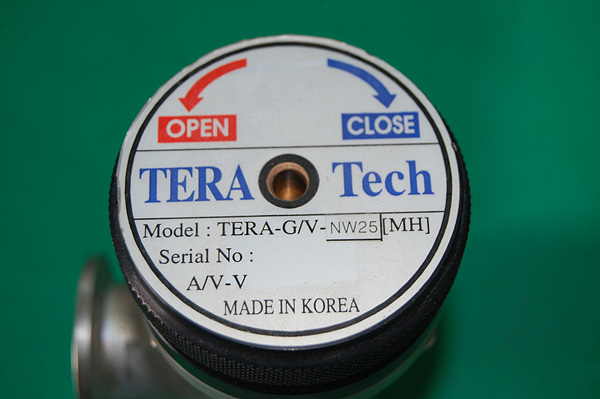 OPEN CLOSE
TERA Tech
Model : TERA-G/V-NW25[MH]
Serial No :
A/V-V
MADE IN KOREA